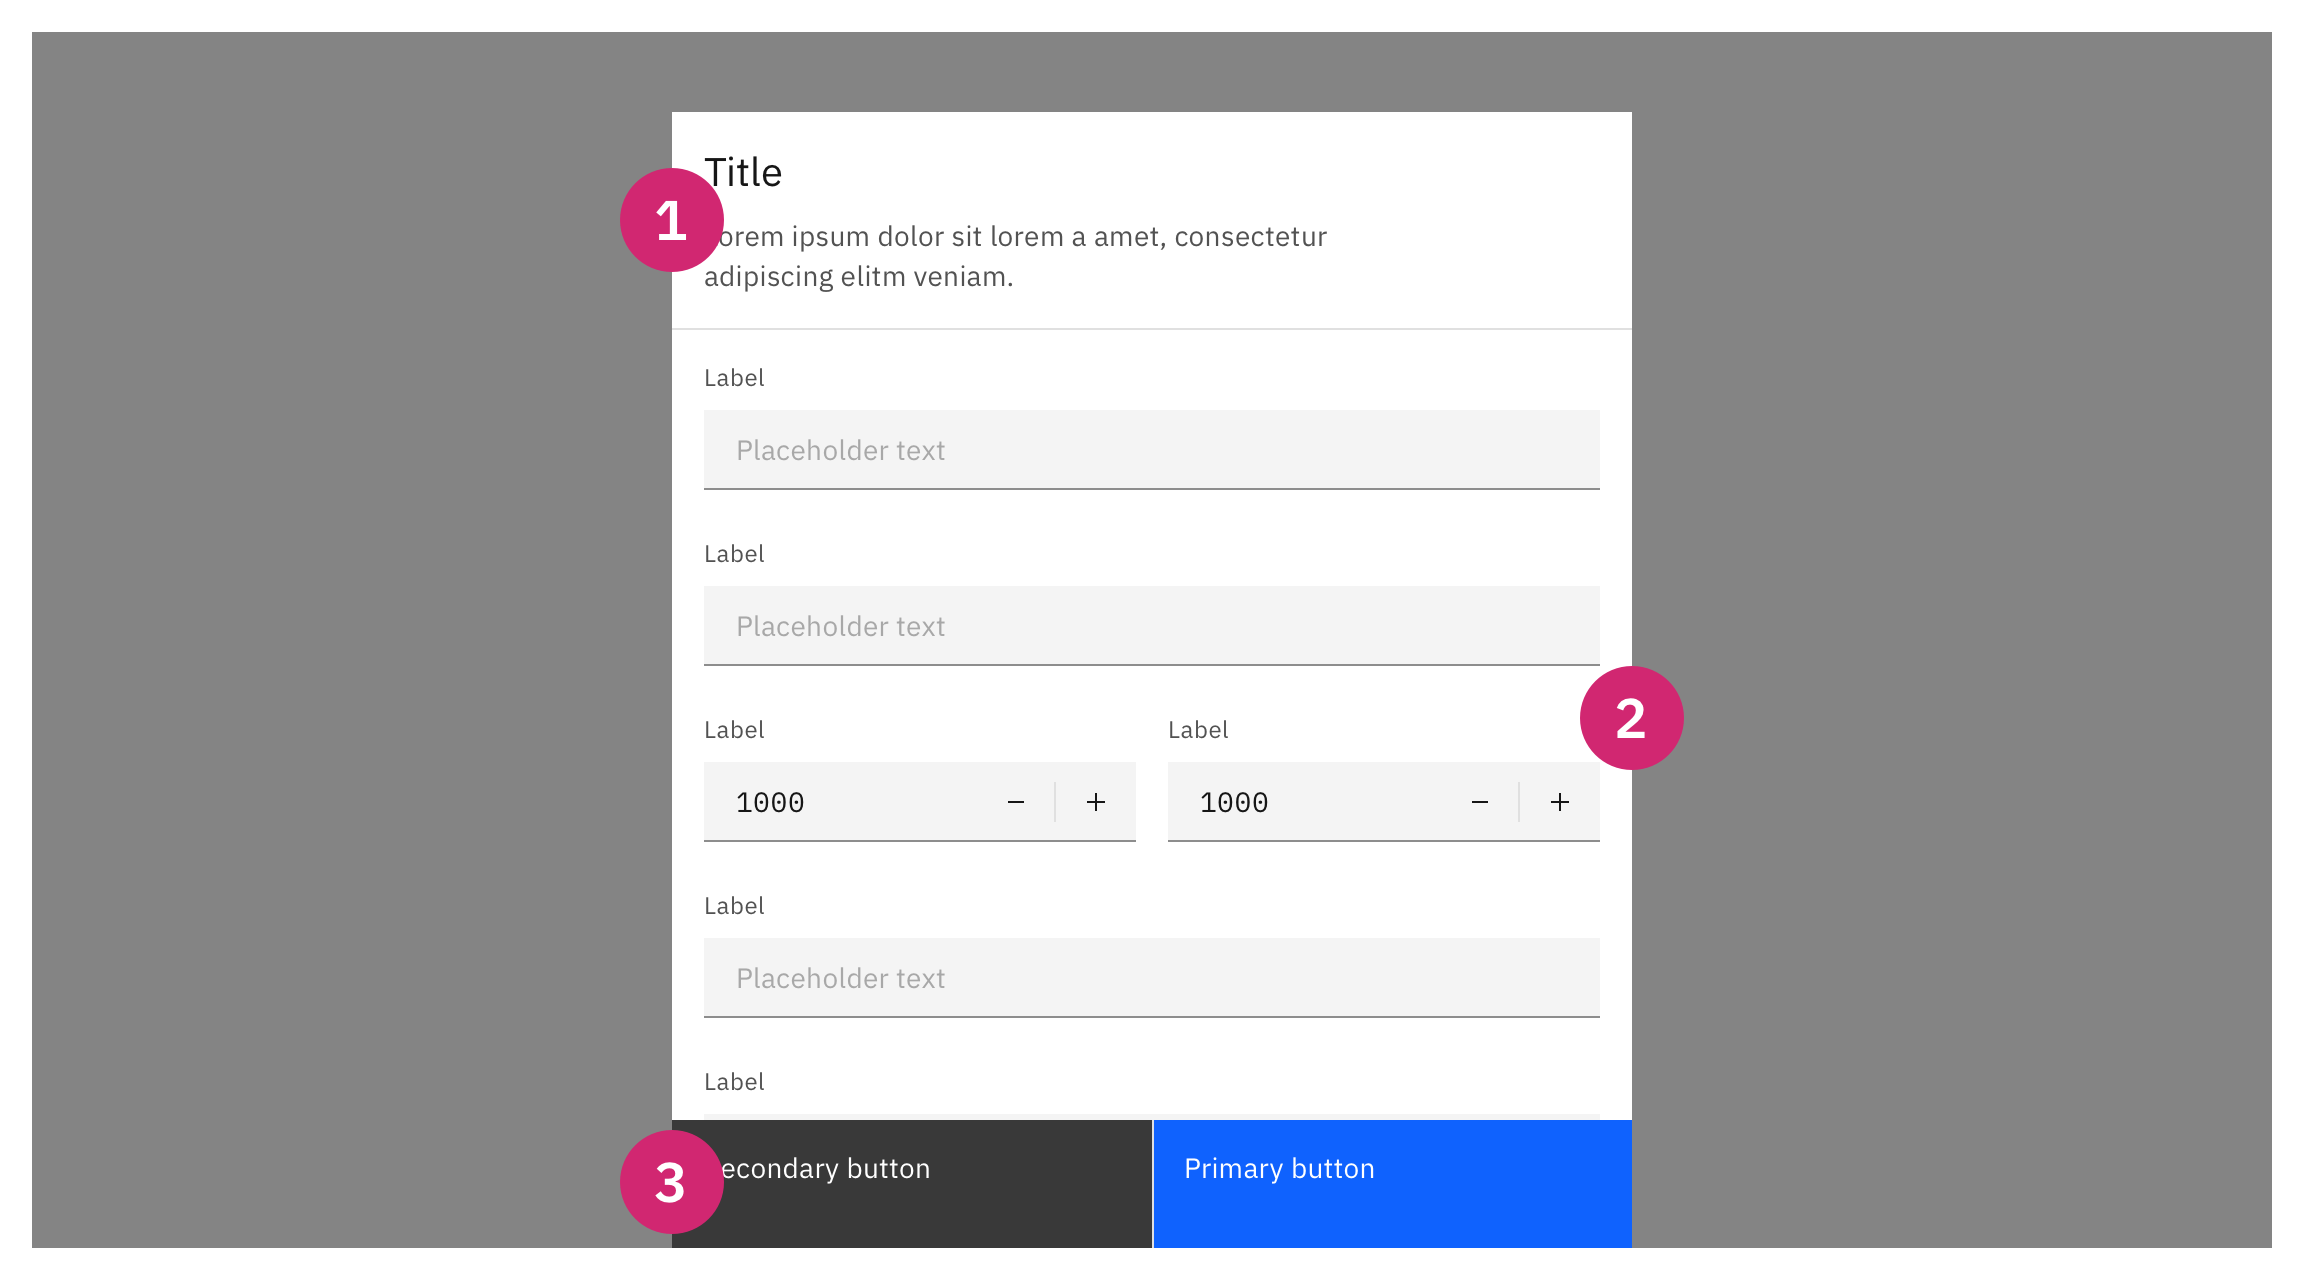 Title
1
orem ipsum dolor sit lorem a amet, consectetur
adipiscing elitm veniam.
Label
Placeholder text
Label
Placeholder text
Label Label
2
1000 − + 1000 − +
Label
Placeholder text
Label
3
econdary button Primary button